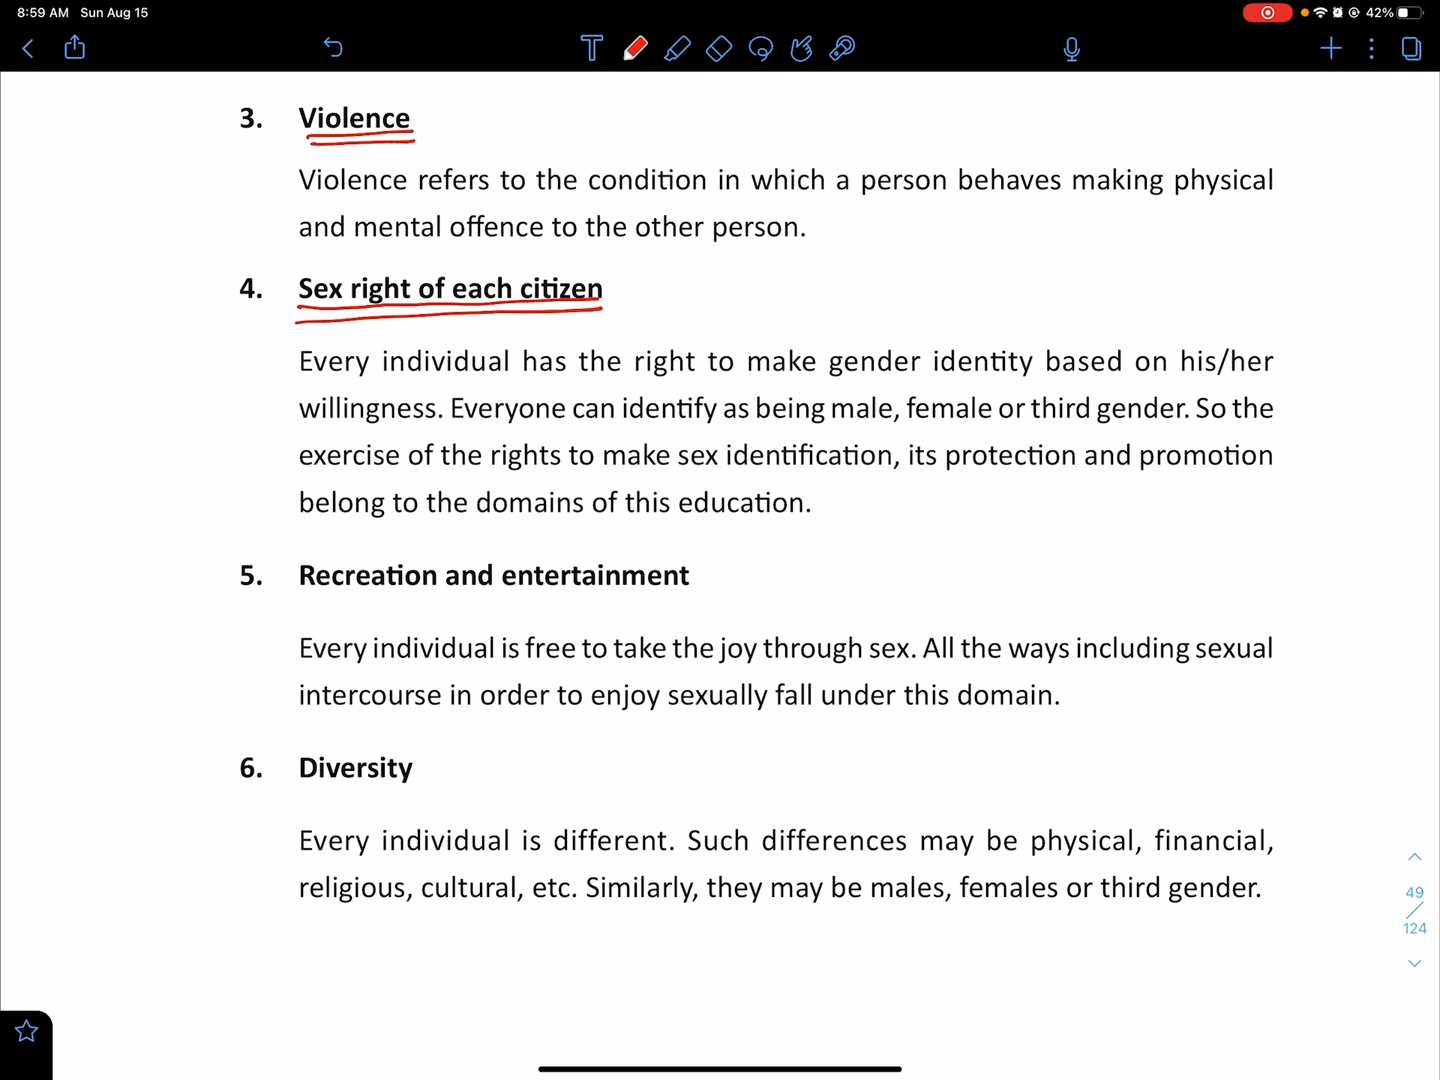 8:59 AM Sun Aug 15
42%
3. Violence
Violence refers to the condition in which a person behaves making physical
and mental offence to the other person.
4. Sex right of each citizen
Every individual has the right to make gender identity based on his/her
willingness. Everyone can identify as being male, female or third gender. So the
exercise of the rights to make sex identification, its protection and promotion
belong to the domains of this education.
5. Recreation and entertainment
Every individual is free to take the joy through sex. All the ways including sexual
intercourse in order to enjoy sexually fall under this domain.
6. Diversity
Every individual is different. Such differences may be physical, financial,
religious, cultural, etc. Similarly, they may be males, females or third gender.
49
124